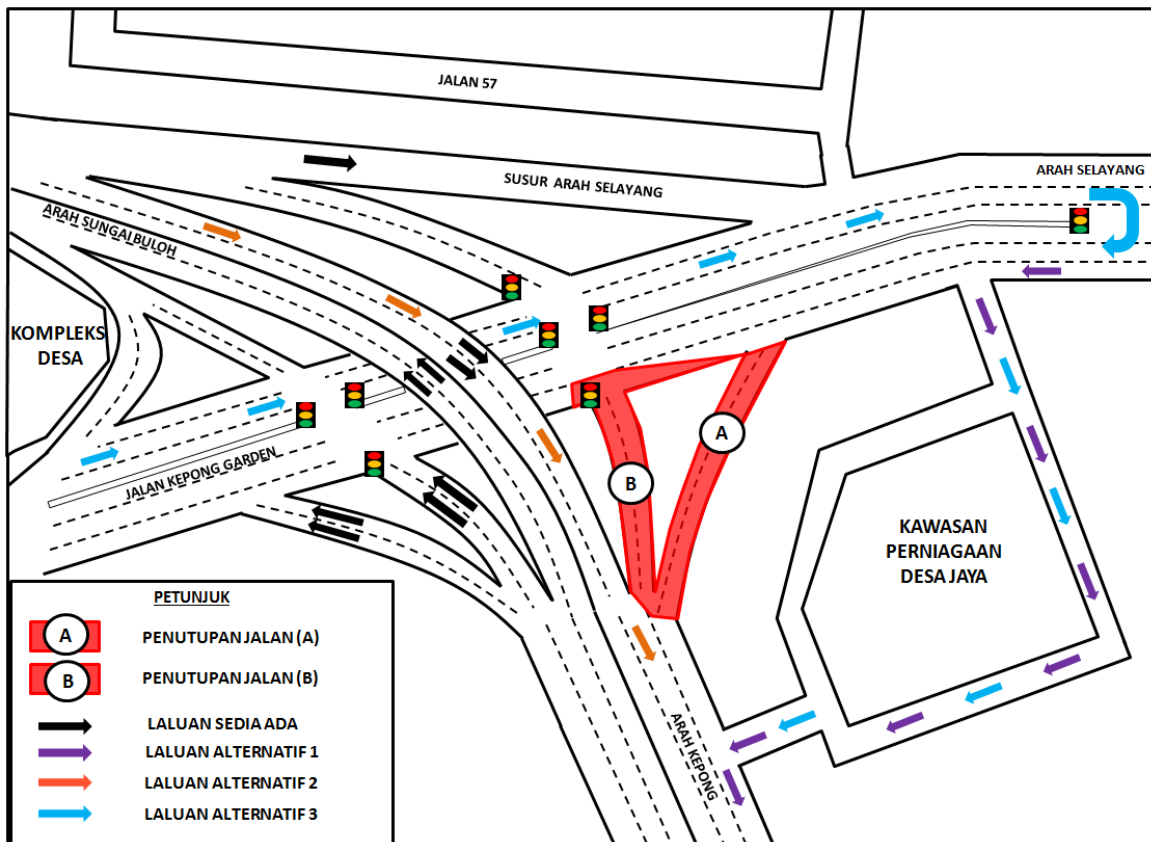 JALAN 57
SUSUR ARAH SELAYANG
ARAH SELAYANG
ARAH SUNGAI BULOH
KOMPLEKS
DESA
JALAN KEPONG GARDEN
A
B
KAWASAN
PERNIAGAAN
DESA JAYA
ARAH KEPONG
PETUNJUK
A PENUTUPAN JALAN (A)
B PENUTUPAN JALAN (B)
LALUAN SEDIA ADA
LALUAN ALTERNATIF 1
LALUAN ALTERNATIF 2
LALUAN ALTERNATIF 3